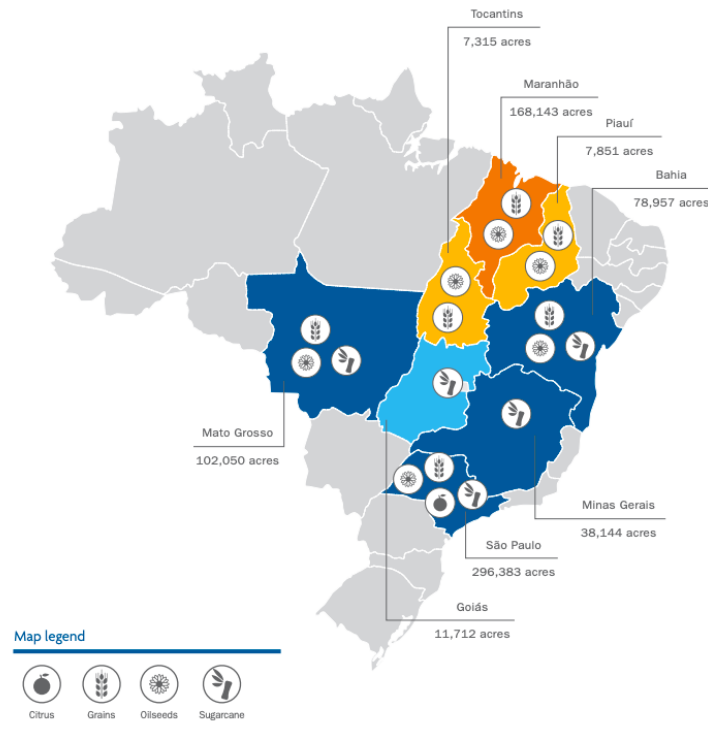 Tocantins
7,315 acres
Maranhão
168,143 acres
Piauí
7,851 acres
Bahia
78,957 acres
Mato Grosso
102,050 acres
Minas Gerais
38,144 acres
São Paulo
296,383 acres
Goiás
11,712 acres
Map legend
Citrus
Grains
Oilseeds
Sugarcane